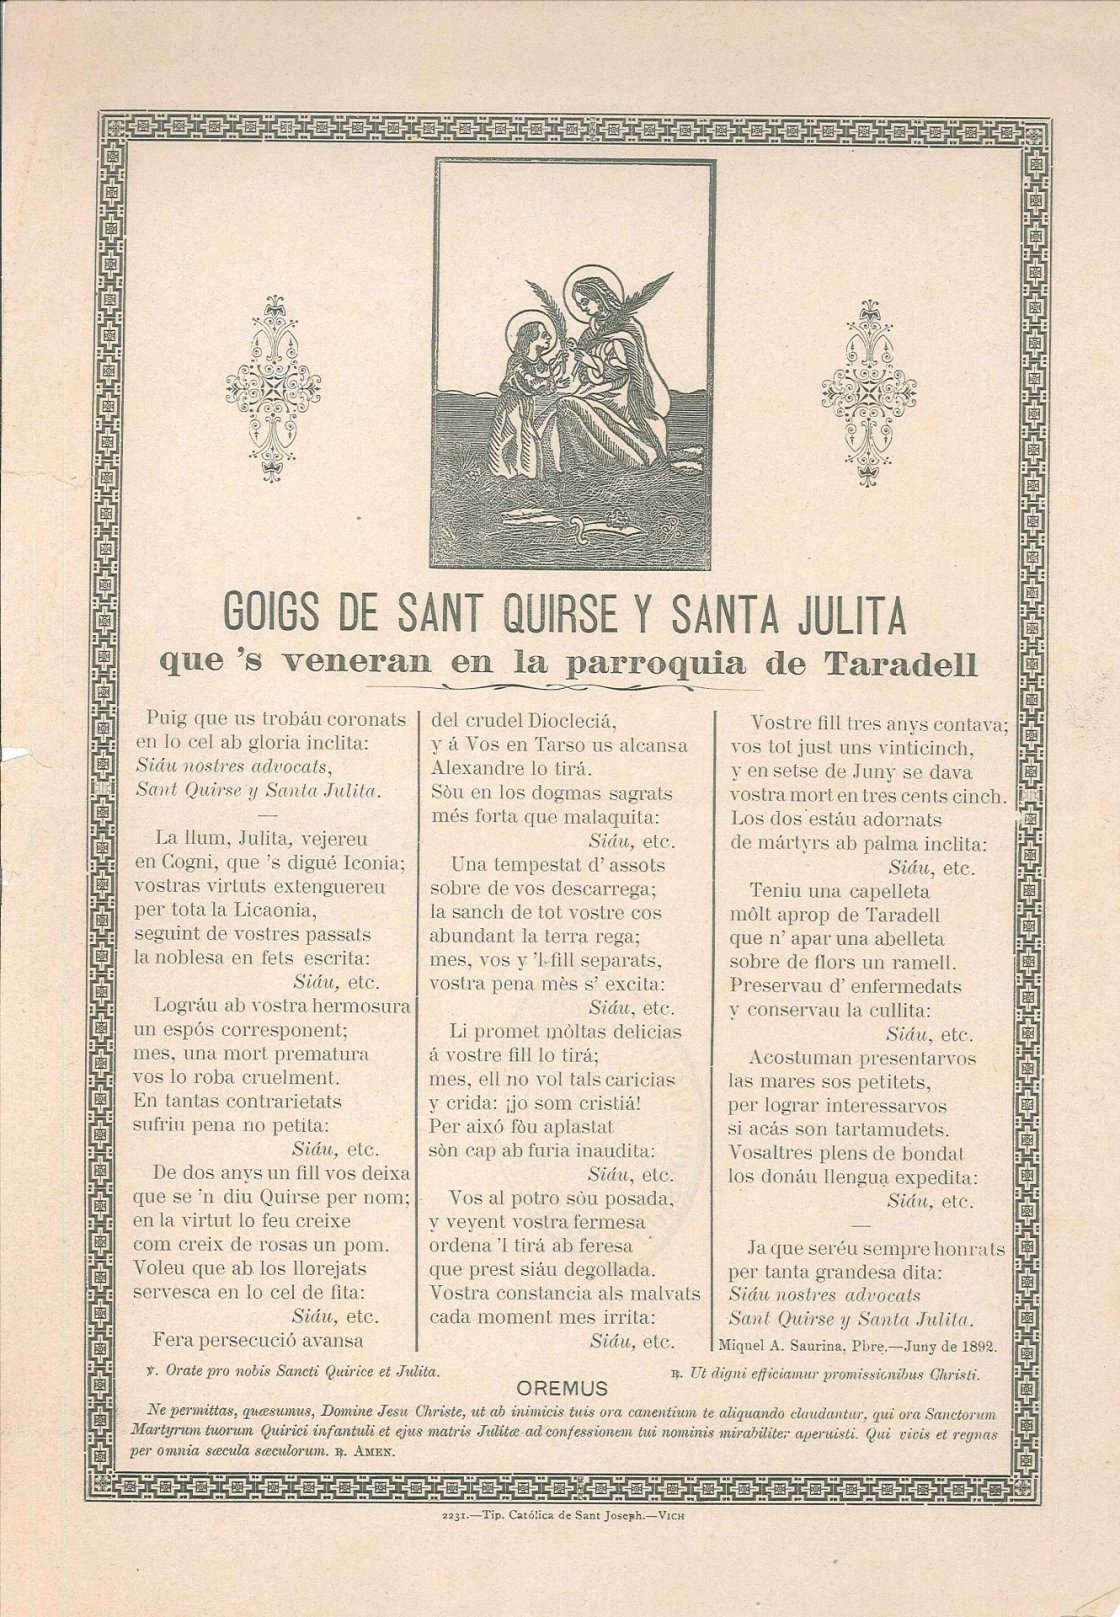 GOIGS DE SANT QUIRSE Y SANTA JULITA
que 's veneran en la parroquia de Taradell
Puig que us trobáu coronats
en lo cel ab gloria inclita:
Siáu nostres advocats,
Sant Quirse y Santa Julita.
La llum, Julita, vejereu
en Cogni, que 's digué Iconia;
vostras virtuts extenguereu
per tota la Licaonia,
seguint de vostres passats
la noblesa en fets escrita:
Siáu, etc.
Lográu ab vostra hermosura
un espós corresponent;
mes, una mort prematura
vos lo roba cruelment.
En tantas contrarietats
sufriu pena no petita:
Siáu, etc.
De dos anys un fill vos deixa
que se 'n diu Quirse per nom;
en la virtut lo feu creixe
com creix de rosas un pom.
Voleu que ab los llorejats
servesca en lo cel de fita:
Siáu, etc.
Fera persecució avansa
del crudel Diocleciá,
y á Vos en Tarso us alcansa
Alexandre lo tirá.
Sòu en los dogmas sagrats
més forta que malaquita:
Siáu, etc.
Una tempestat d' assots
sobre de vos descarrega;
la sanch de tot vostre cos
abundant la terra rega;
mes, vos y 'l fill separats,
vostra pena mès s' excita:
Siáu, etc.
Li promet mòltas delicias
á vostre fill lo tirá;
mes, ell no vol tals caricias
y crida: ¡jo som cristiá!
Per aixó fòu aplastat
sòn cap ab furia inaudita:
Siáu, etc.
Vos al potro sòu posada,
y veyent vostra fermesa
ordena 'l tirá ab feresa
que prest siáu degollada.
Vostra constancia als malvats
cada moment mes irrita:
Siáu, etc.
Vostre fill tres anys contava;
vos tot just uns vinticinch,
y en setse de Juny se dava
vostra mort en tres cents cinch.
Los dos estáu adornats
de mártyrs ab palma inclita:
Siáu, etc.
Teniu una capelleta
mòlt aprop de Taradell
que n' apar una abelleta
sobre de flors un ramell.
Preservau d' enfermedats
y conservau la cullita:
Siáu, etc.
Acostuman presentarvos
las mares sos petitets,
per lograr interessarvos
si acás son tartamudets.
Vosaltres plens de bondat
los donáu llengua expedita:
Siáu, etc.
Ja que seréu sempre honrats
per tanta grandesa dita:
Siáu nostres advocats
Sant Quirse y Santa Julita.
Miquel A. Saurina, Pbre.—Juny de 1892.
℣. Orate pro nobis Sancti Quirice et Julita.
℟. Ut digni efficiamur promissionibus Christi.
OREMUS
Ne permittas, quæsumus, Domine Jesu Christe, ut ab inimicis tuis ora canentium te aliquando claudantur, qui ora Sanctorum
Martyrum tuorum Quirici infantuli et ejus matris Julitæ ad confessionem tui nominis mirabiliter aperuisti. Qui vivis et regnas
per omnia sæcula sæculorum. ℟. AMEN.
2231.—Tip. Católica de Sant Joseph.—VICH